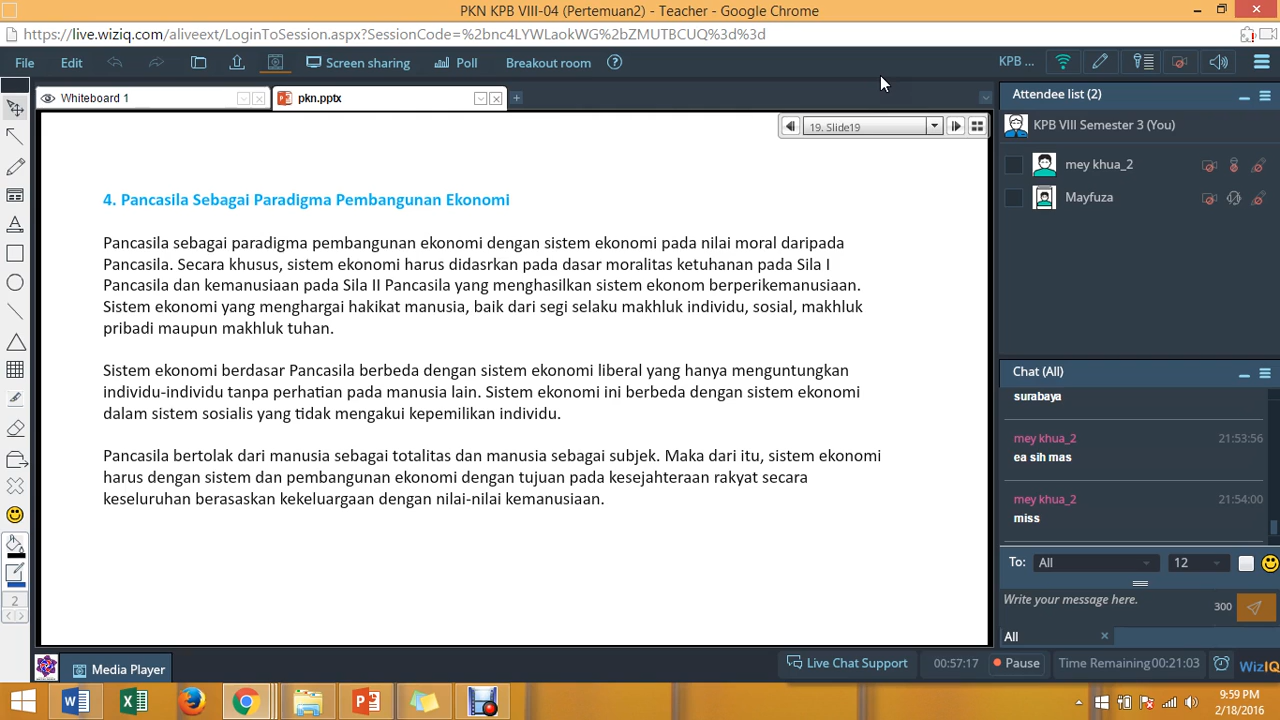 PKN KPB VIII-04 (Pertemuan2) - Teacher - Google Chrome
https://live.wiziq.com/aliveext/LoginToSession.aspx?SessionCode=%2bnc4LYWLaokWG%2bZMUTBCUQ%3d%3d
File Edit Screen sharing Poll Breakout room ? KPB ...
Whiteboard 1 pkn.pptx +
19. Slide19
4. Pancasila Sebagai Paradigma Pembangunan Ekonomi
Pancasila sebagai paradigma pembangunan ekonomi dengan sistem ekonomi pada nilai moral daripada
Pancasila. Secara khusus, sistem ekonomi harus didasrkan pada dasar moralitas ketuhanan pada Sila I
Pancasila dan kemanusiaan pada Sila II Pancasila yang menghasilkan sistem ekonom berperikemanusiaan.
Sistem ekonomi yang menghargai hakikat manusia, baik dari segi selaku makhluk individu, sosial, makhluk
pribadi maupun makhluk tuhan.
Sistem ekonomi berdasar Pancasila berbeda dengan sistem ekonomi liberal yang hanya menguntungkan
individu-individu tanpa perhatian pada manusia lain. Sistem ekonomi ini berbeda dengan sistem ekonomi
dalam sistem sosialis yang tidak mengakui kepemilikan individu.
Pancasila bertolak dari manusia sebagai totalitas dan manusia sebagai subjek. Maka dari itu, sistem ekonomi
harus dengan sistem dan pembangunan ekonomi dengan tujuan pada kesejahteraan rakyat secara
keseluruhan berasaskan kekeluargaan dengan nilai-nilai kemanusiaan.
Attendee list (2)
KPB VIII Semester 3 (You)
mey khua_2
Mayfuza
Chat (All)
surabaya
mey khua_2 21:53:56
ea sih mas
mey khua_2 21:54:00
miss
To: All 12
Write your message here. 300
All
2
Media Player
Live Chat Support 00:57:17 Pause Time Remaining 00:21:03 WizIQ
9:59 PM
2/18/2016